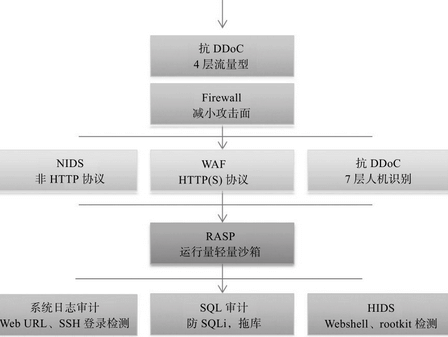 抗 DDoC
4 层流量型
Firewall
减小攻击面
NIDS
非 HTTP 协议
WAF
HTTP(S) 协议
抗 DDoC
7 层人机识别
RASP
运行量轻量沙箱
系统日志审计
Web URL、SSH 登录检测
SQL 审计
防 SQLi，拖库
HIDS
Webshell、rootkit 检测